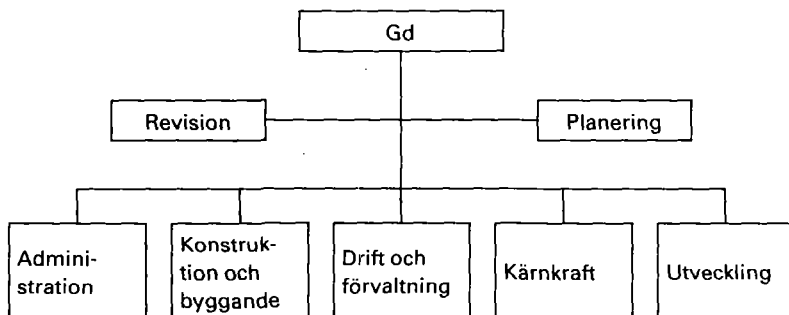 Gd
Revision
Planering
Admini-
stration
Konstruk-
tion och
byggande
Drift och
förvaltning
Kärnkraft
Utveckling